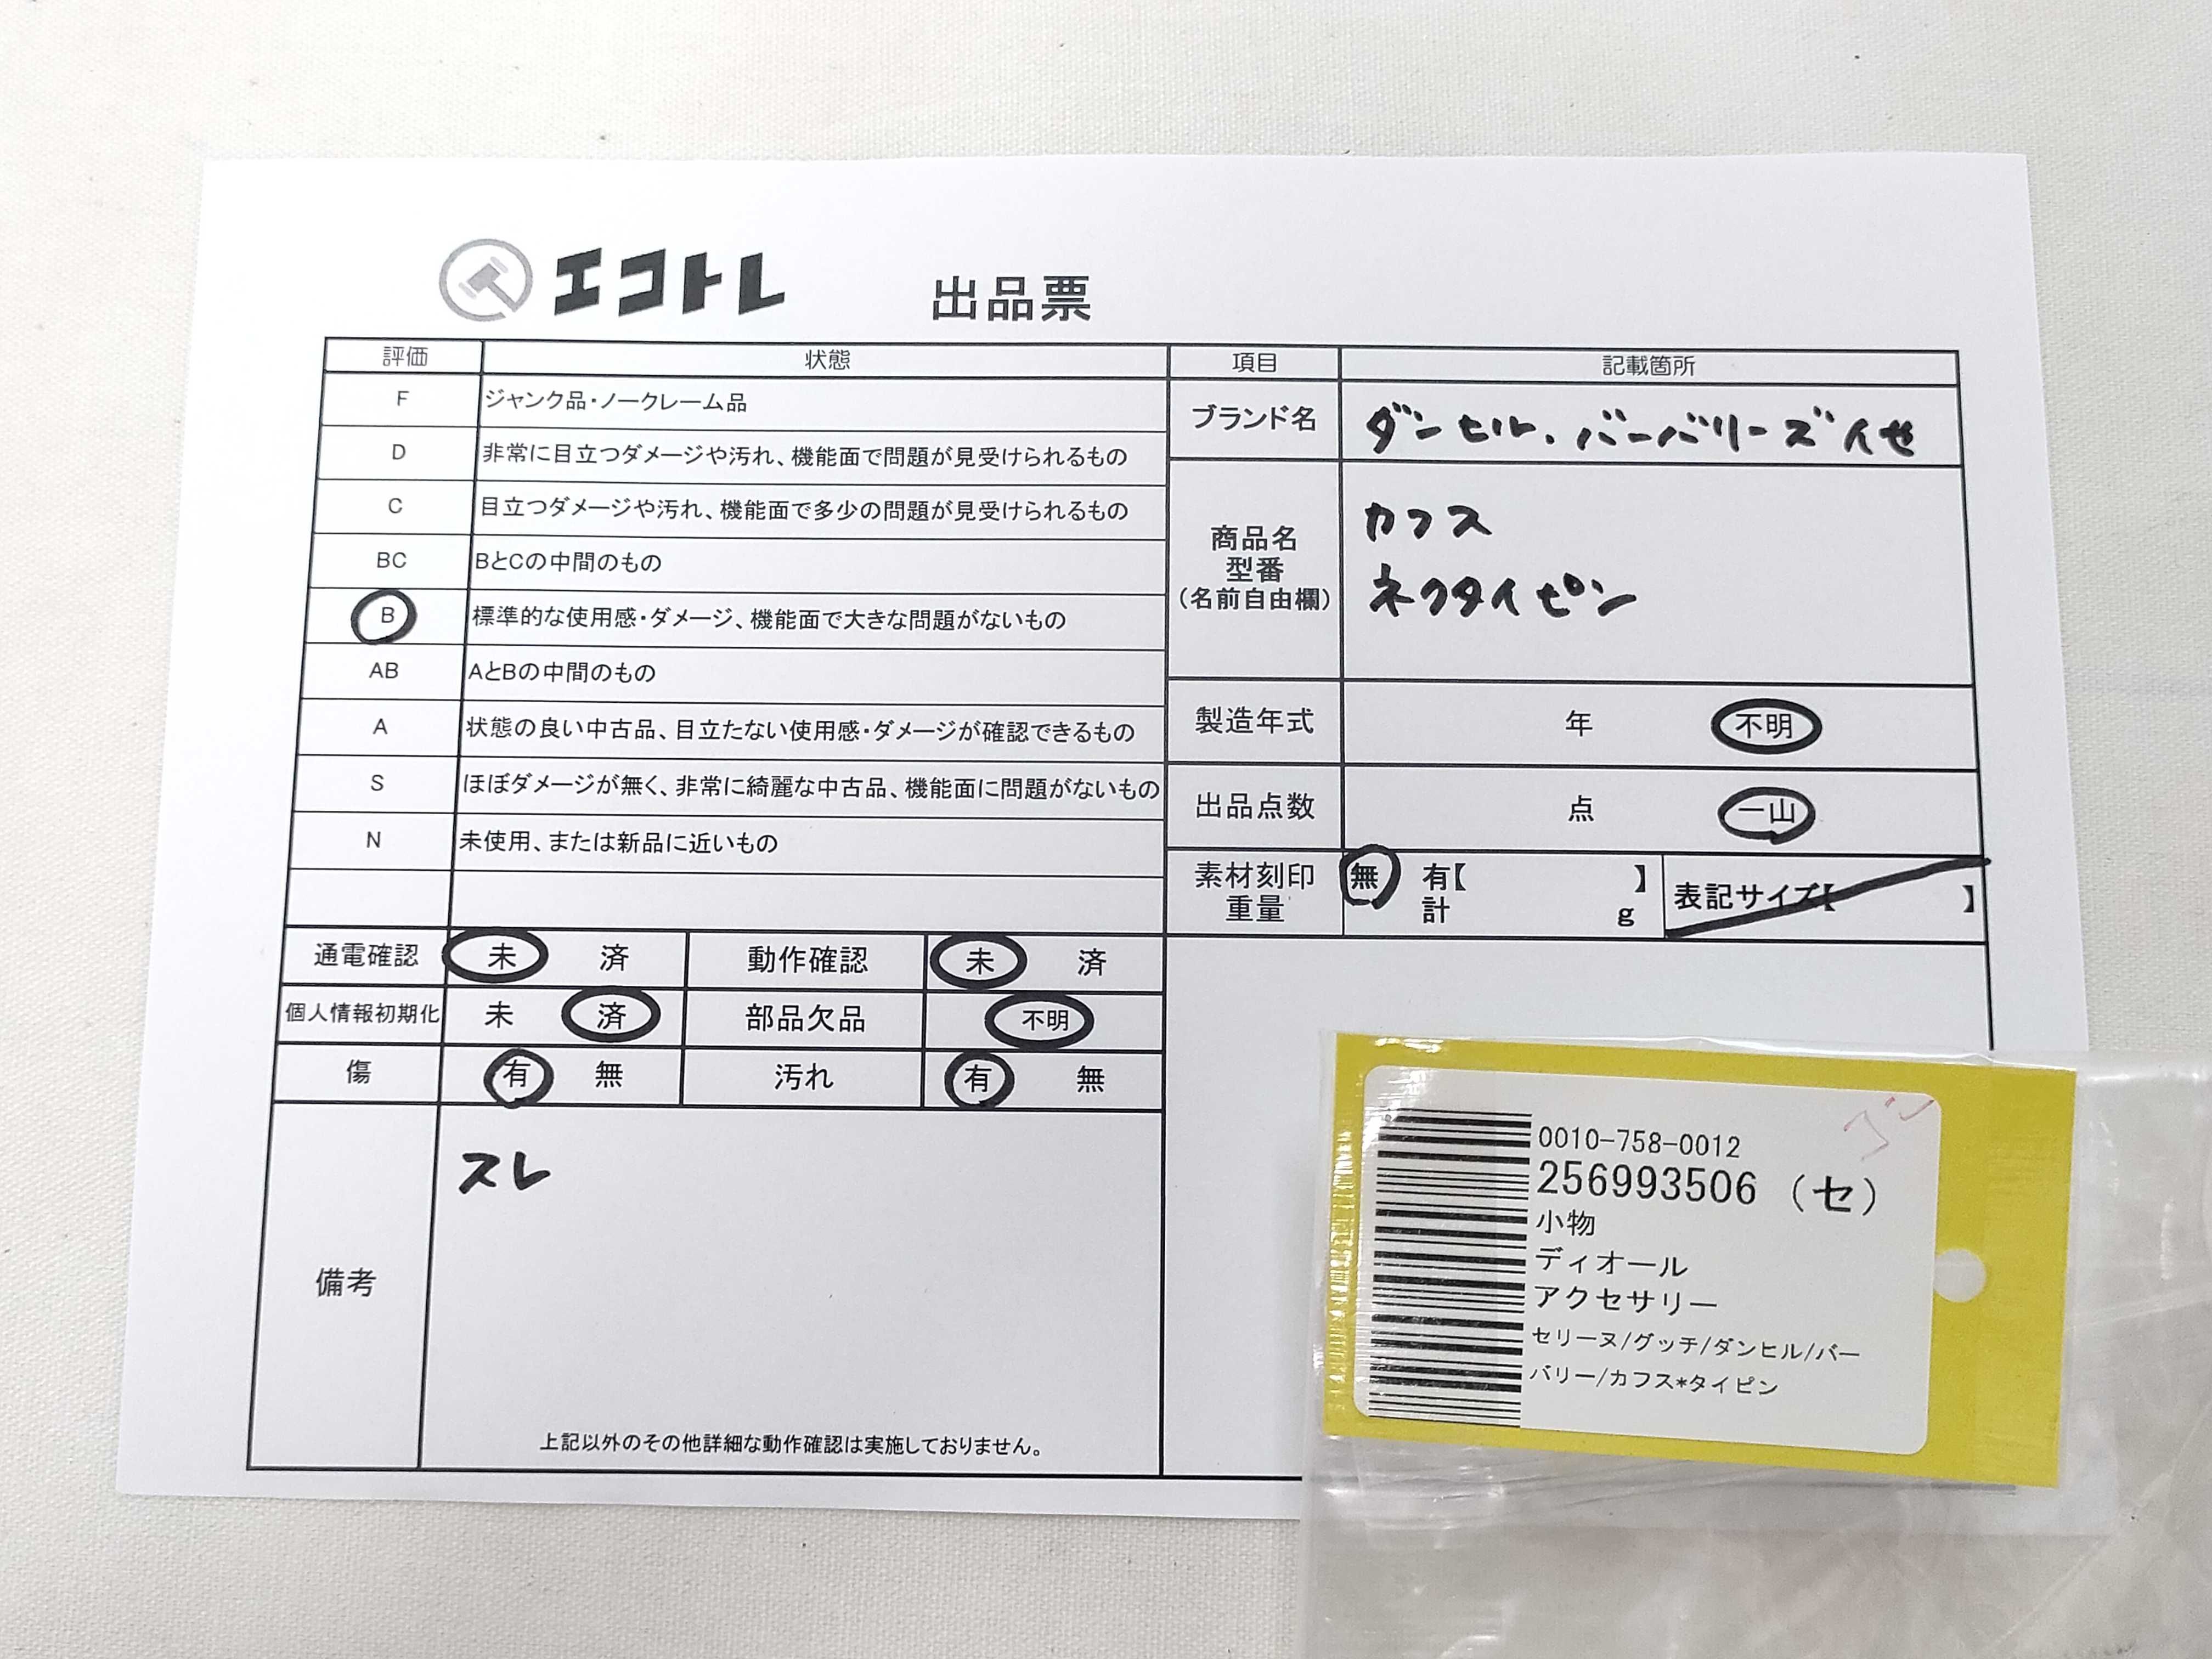 エコトレ 出品票
評価 状態 項目 記載箇所
F ジャンク品・ノークレーム品
D 非常に目立つダメージや汚れ、機能面で問題が見受けられるもの
C 目立つダメージや汚れ、機能面で多少の問題が見受けられるもの
BC BとCの中間のもの
B 標準的な使用感・ダメージ、機能面で大きな問題がないもの
AB AとBの中間のもの
A 状態の良い中古品、目立たない使用感・ダメージが確認できるもの
S ほぼダメージが無く、非常に綺麗な中古品、機能面に問題がないもの
N 未使用、または新品に近いもの
ブランド名 ダンヒル、バーバリーズ イせ
商品名
型番
(名前自由欄)
カフス
ネクタイピン
製造年式 年 不明
出品点数 点 一山
素材刻印 無 有【 】
重量 計 g
表記サイズ【 】
通電確認 未 済 動作確認 未 済
個人情報初期化 未 済 部品欠品 不明
傷 有 無 汚れ 有 無
備考
スレ
上記以外のその他詳細な動作確認は実施しておりません。
0010-758-0012
256993506 (セ)
小物
ディオール
アクセサリー
セリーヌ/グッチ/ダンヒル/バー
バリー/カフス*タイピン